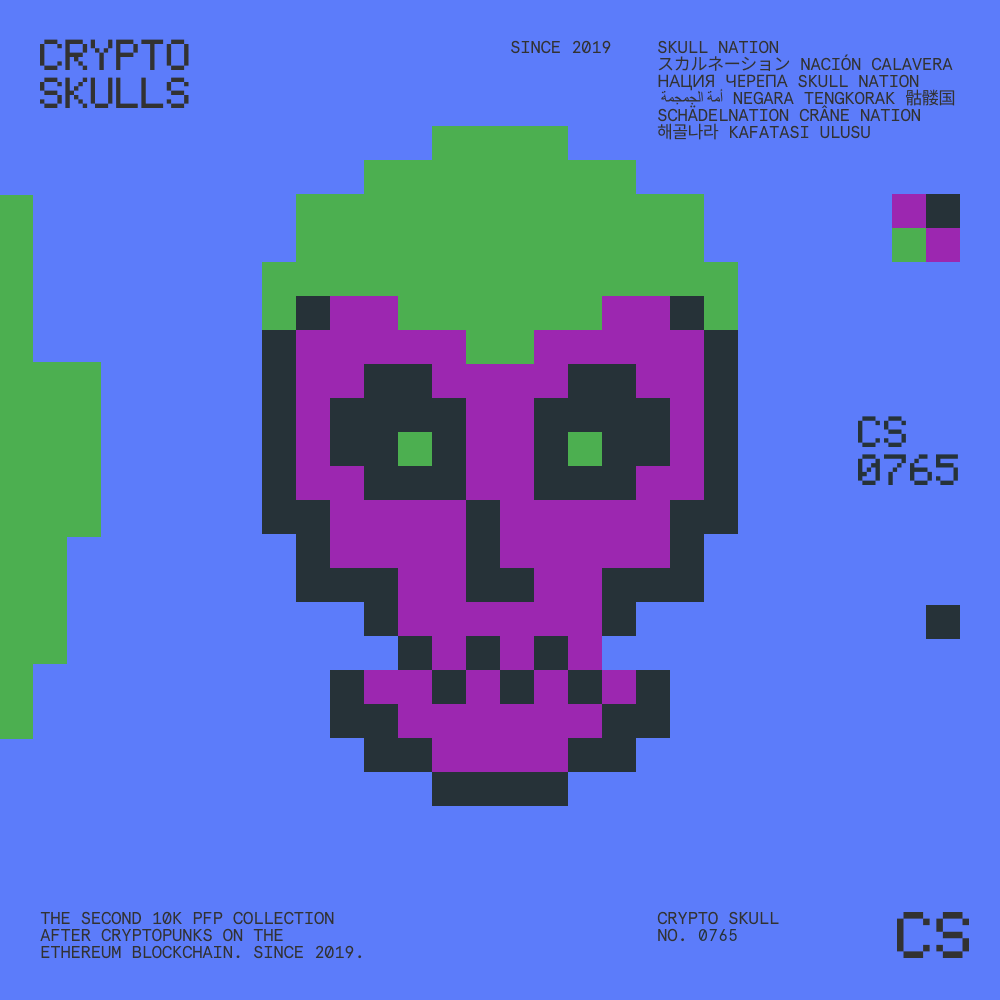 CRYPTO
SKULLS
SINCE 2019
SKULL NATION
スカルネーション NACIÓN CALAVERA
НАЦИЯ ЧЕРЕПА SKULL NATION
أمة الجمجمة NEGARA TENGKORAK 骷髅国
SCHÄDELNATION CRÂNE NATION
해골나라 KAFATASI ULUSU
CS
0765
THE SECOND 10K PFP COLLECTION
AFTER CRYPTOPUNKS ON THE
ETHEREUM BLOCKCHAIN. SINCE 2019.
CRYPTO SKULL
NO. 0765
CS